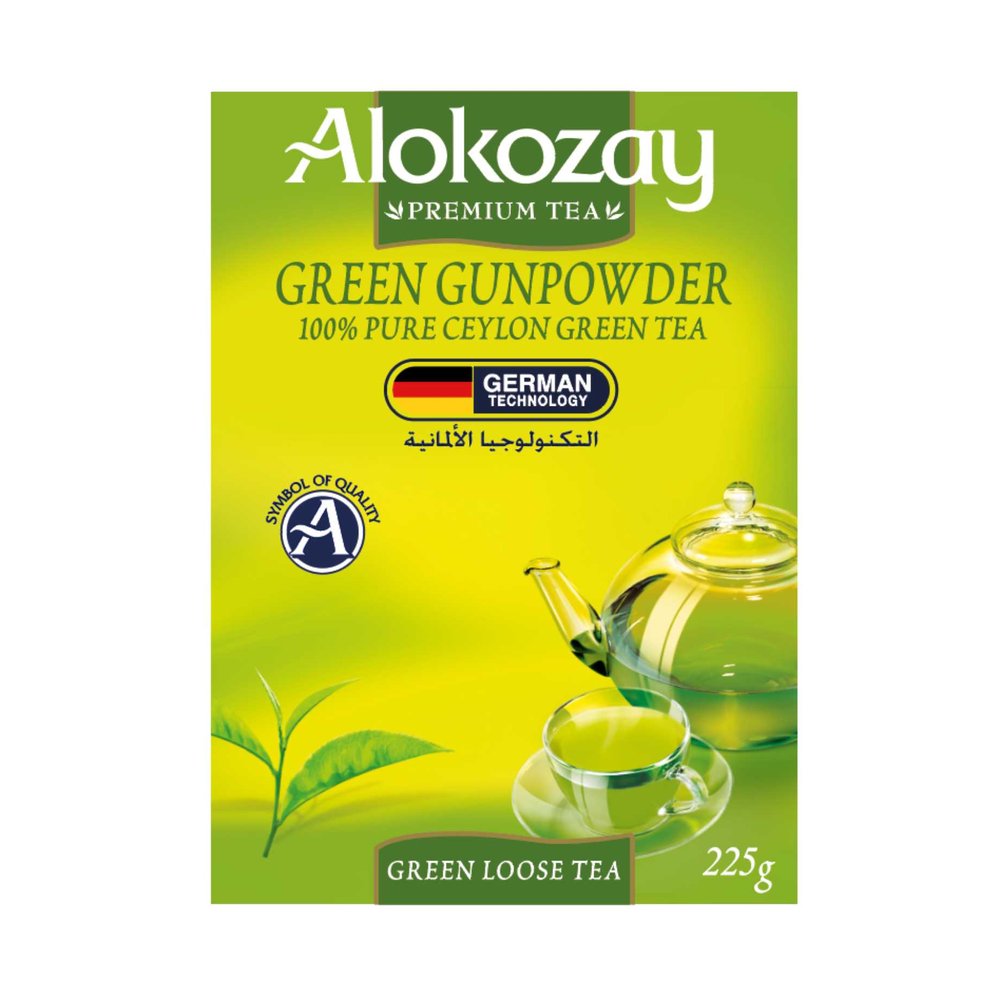 Alokozay
PREMIUM TEA
GREEN GUNPOWDER
100% PURE CEYLON GREEN TEA
GERMAN
TECHNOLOGY
التكنولوجيا الألمانية
SYMBOL OF QUALITY
A
GREEN LOOSE TEA
225g